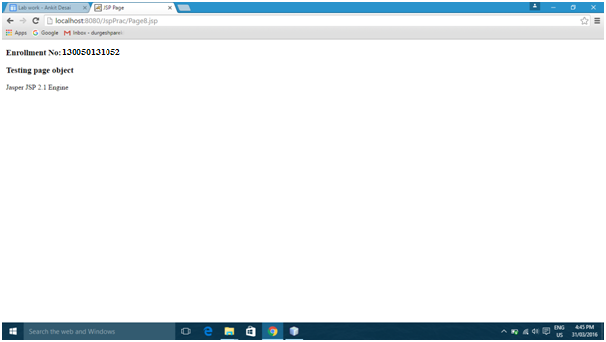 Lab work - Ankit Desai
JSP Page
localhost:8080/JspPrac/Page8.jsp
Apps Google Inbox - durgeshparm
Enrollment No: 130050131052
Testing page object
Jasper JSP 2.1 Engine
Search the web and Windows
ENG 4:45 PM
US 31/03/2016